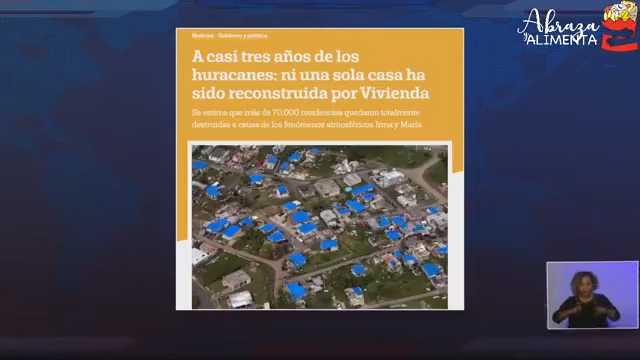 Noticias - Gobierno y política
A casi tres años de los
huracanes: ni una sola casa ha
sido reconstruida por Vivienda
Se estima que más de 70,000 residencias quedaron totalmente
destruidas a causa de los fenómenos atmosféricos Irma y María.
Abraza
y ALIMENTA